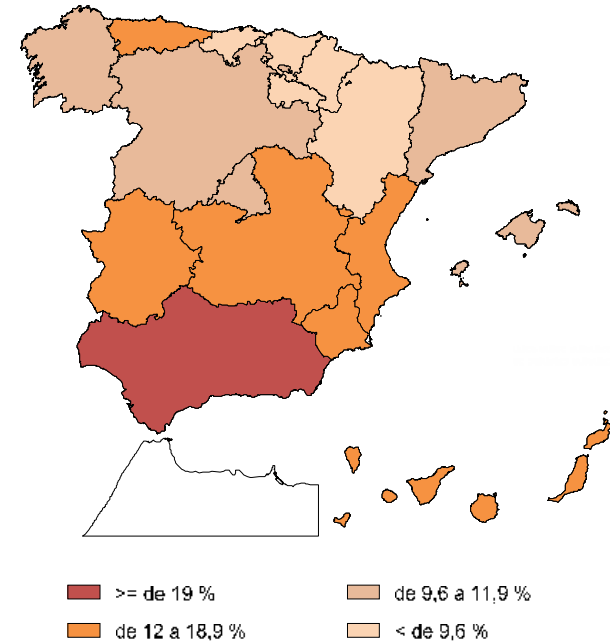 >= de 19 %
de 9,6 a 11,9 %
de 12 a 18,9 %
< de 9,6 %